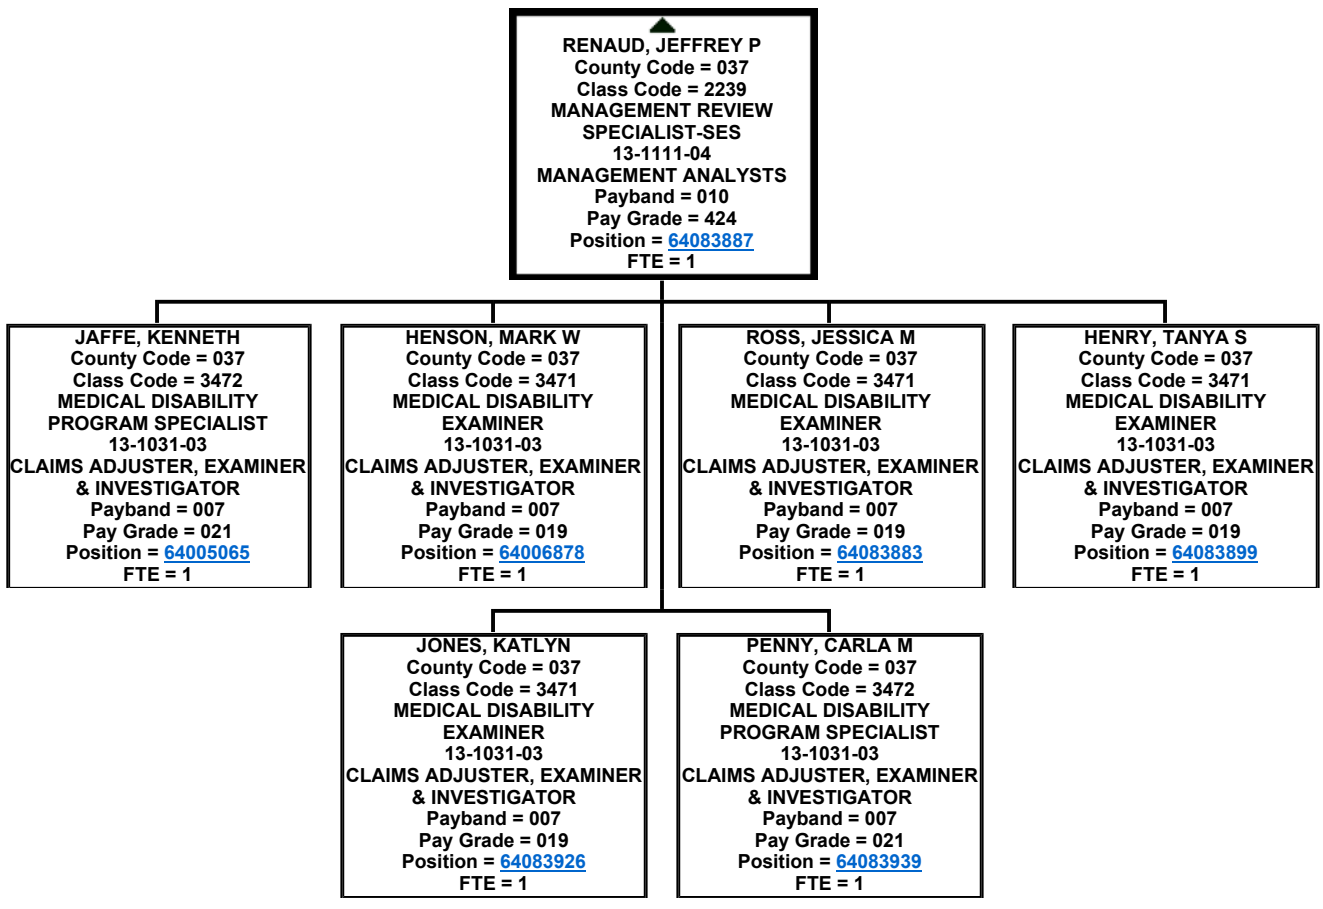 RENAUD, JEFFREY P
County Code = 037
Class Code = 2239
MANAGEMENT REVIEW
SPECIALIST-SES
13-1111-04
MANAGEMENT ANALYSTS
Payband = 010
Pay Grade = 424
Position = 64083887
FTE = 1
JAFFE, KENNETH
County Code = 037
Class Code = 3472
MEDICAL DISABILITY
PROGRAM SPECIALIST
13-1031-03
CLAIMS ADJUSTER, EXAMINER
& INVESTIGATOR
Payband = 007
Pay Grade = 021
Position = 64005065
FTE = 1
HENSON, MARK W
County Code = 037
Class Code = 3471
MEDICAL DISABILITY
EXAMINER
13-1031-03
CLAIMS ADJUSTER, EXAMINER
& INVESTIGATOR
Payband = 007
Pay Grade = 019
Position = 64006878
FTE = 1
ROSS, JESSICA M
County Code = 037
Class Code = 3471
MEDICAL DISABILITY
EXAMINER
13-1031-03
CLAIMS ADJUSTER, EXAMINER
& INVESTIGATOR
Payband = 007
Pay Grade = 019
Position = 64083883
FTE = 1
HENRY, TANYA S
County Code = 037
Class Code = 3471
MEDICAL DISABILITY
EXAMINER
13-1031-03
CLAIMS ADJUSTER, EXAMINER
& INVESTIGATOR
Payband = 007
Pay Grade = 019
Position = 64083899
FTE = 1
JONES, KATLYN
County Code = 037
Class Code = 3471
MEDICAL DISABILITY
EXAMINER
13-1031-03
CLAIMS ADJUSTER, EXAMINER
& INVESTIGATOR
Payband = 007
Pay Grade = 019
Position = 64083926
FTE = 1
PENNY, CARLA M
County Code = 037
Class Code = 3472
MEDICAL DISABILITY
PROGRAM SPECIALIST
13-1031-03
CLAIMS ADJUSTER, EXAMINER
& INVESTIGATOR
Payband = 007
Pay Grade = 021
Position = 64083939
FTE = 1